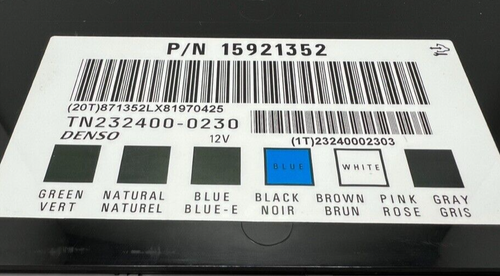 P/N 15921352
(20T)871352LX81970425
TN232400-0230
DENSO 12V
(1T)23240002303
BLUE WHITE
GREEN NATURAL BLUE BLACK BROWN PINK GRAY
VERT NATUREL BLUE-E NOIR BRUN ROSE GRIS